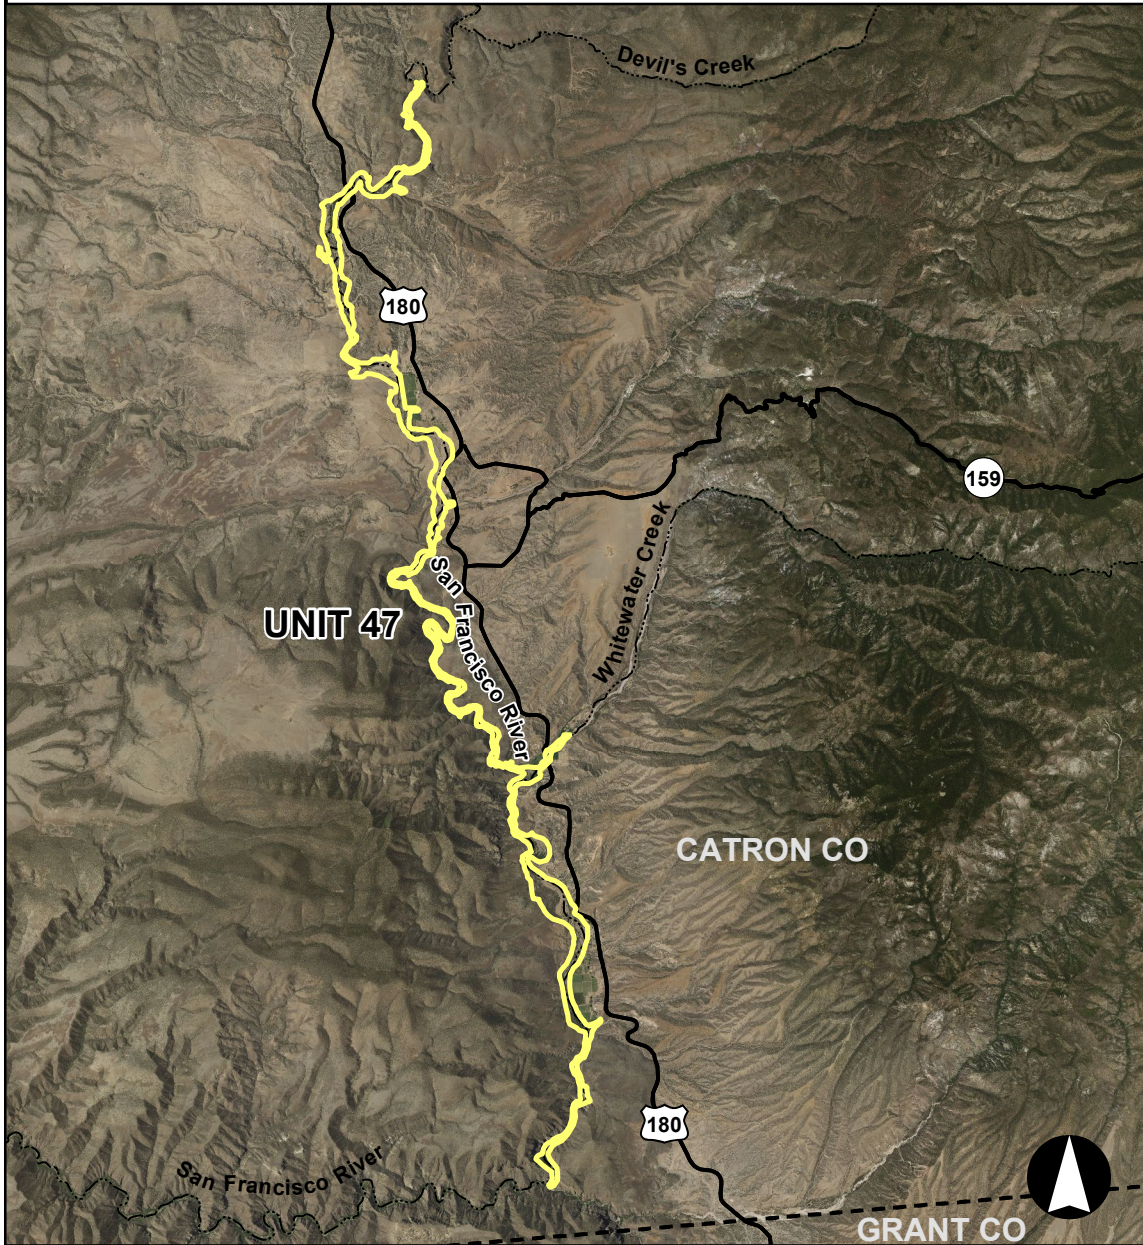 Devil's Creek
180
159
Whitewater Creek
San Francisco River
UNIT 47
CATRON CO
180
San Francisco River
GRANT CO